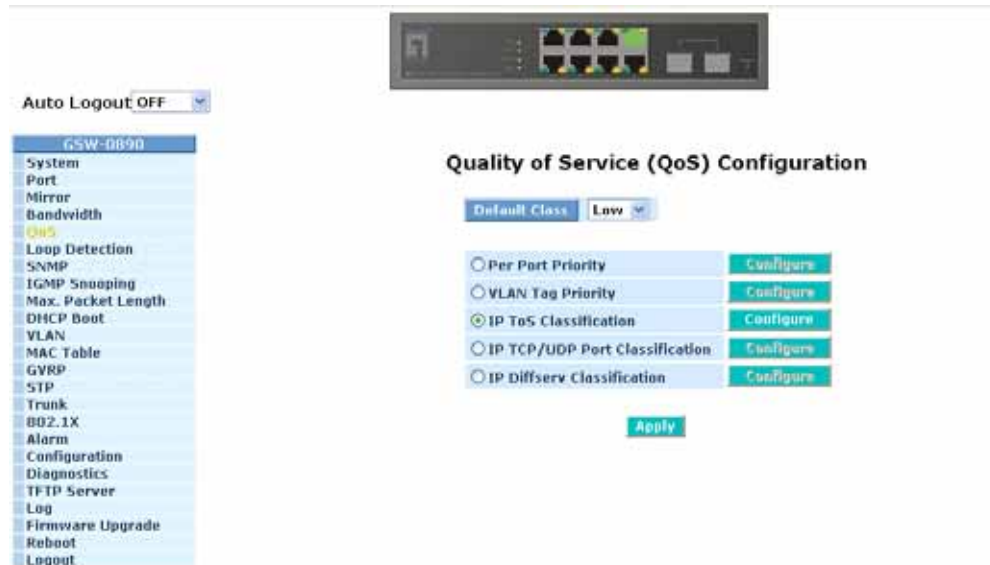 Auto Logout OFF
GSW-0890
System
Port
Mirror
Bandwidth
QoS
Loop Detection
SNMP
IGMP Snooping
Max. Packet Length
DHCP Boot
VLAN
MAC Table
GVRP
STP
Trunk
802.1X
Alarm
Configuration
Diagnostics
TFTP Server
Log
Firmware Upgrade
Reboot
Logout
Quality of Service (QoS) Configuration
Default Class Low
Per Port Priority Configure
VLAN Tag Priority Configure
IP ToS Classification Configure
IP TCP/UDP Port Classification Configure
IP Diffserv Classification Configure
Apply